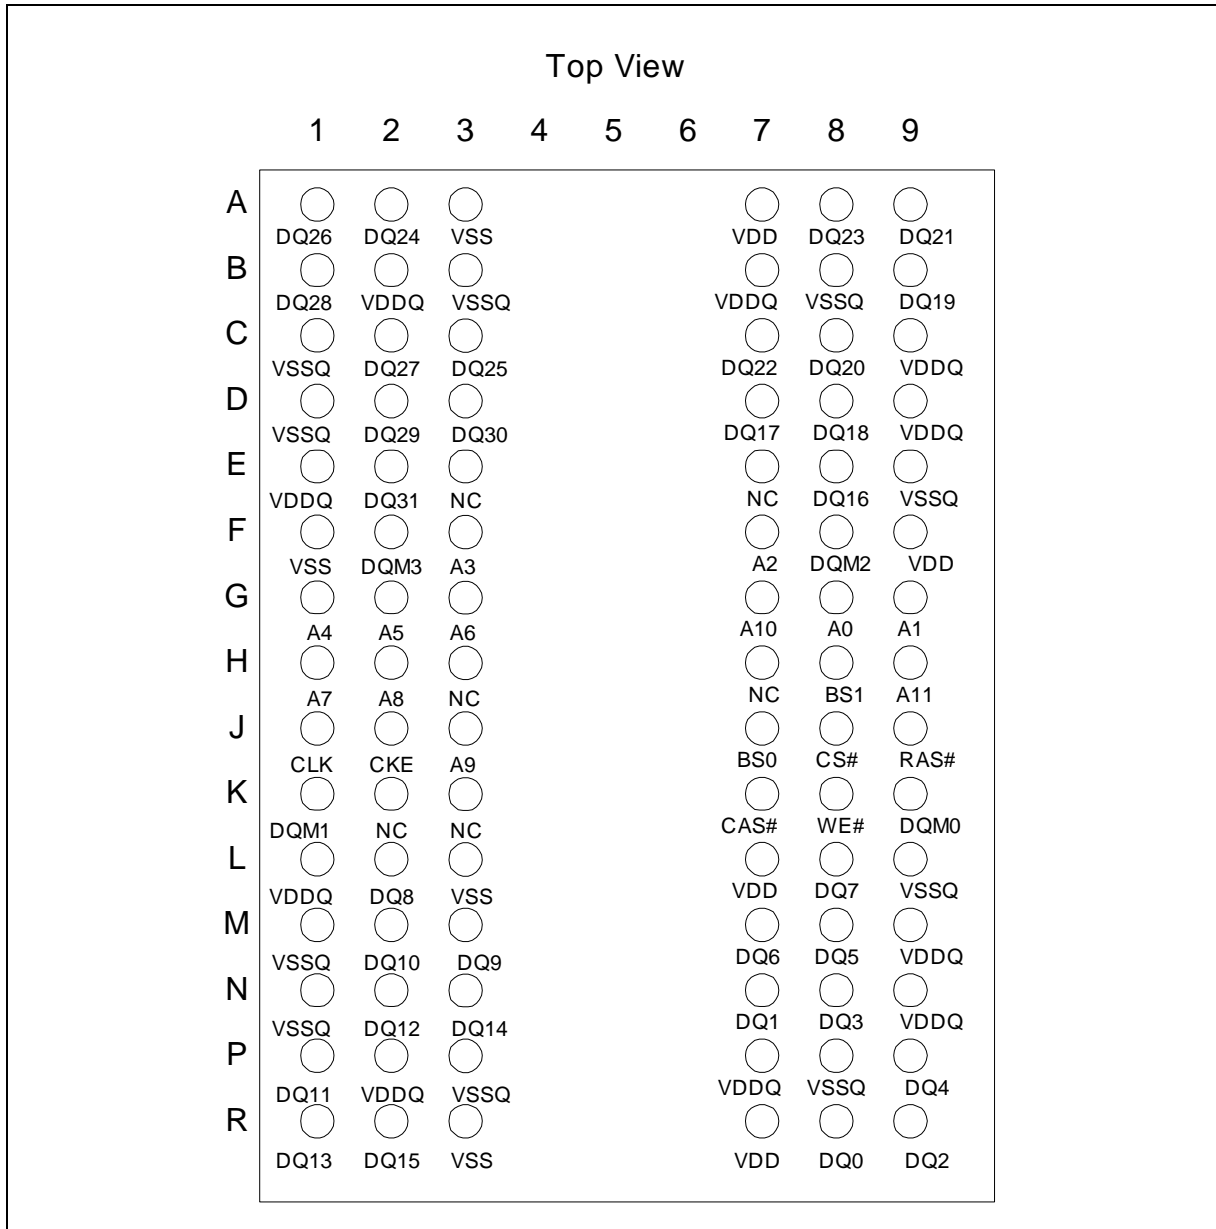 Top View
1 2 3 4 5 6 7 8 9
A
DQ26 DQ24 VSS VDD DQ23 DQ21
B
DQ28 VDDQ VSSQ VDDQ VSSQ DQ19
C
VSSQ DQ27 DQ25 DQ22 DQ20 VDDQ
D
VSSQ DQ29 DQ30 DQ17 DQ18 VDDQ
E
VDDQ DQ31 NC NC DQ16 VSSQ
F
VSS DQM3 A3 A2 DQM2 VDD
G
A4 A5 A6 A10 A0 A1
H
A7 A8 NC NC BS1 A11
J
CLK CKE A9 BS0 CS# RAS#
K
DQM1 NC NC CAS# WE# DQM0
L
VDDQ DQ8 VSS VDD DQ7 VSSQ
M
VSSQ DQ10 DQ9 DQ6 DQ5 VDDQ
N
VSSQ DQ12 DQ14 DQ1 DQ3 VDDQ
P
DQ11 VDDQ VSSQ VDDQ VSSQ DQ4
R
DQ13 DQ15 VSS VDD DQ0 DQ2